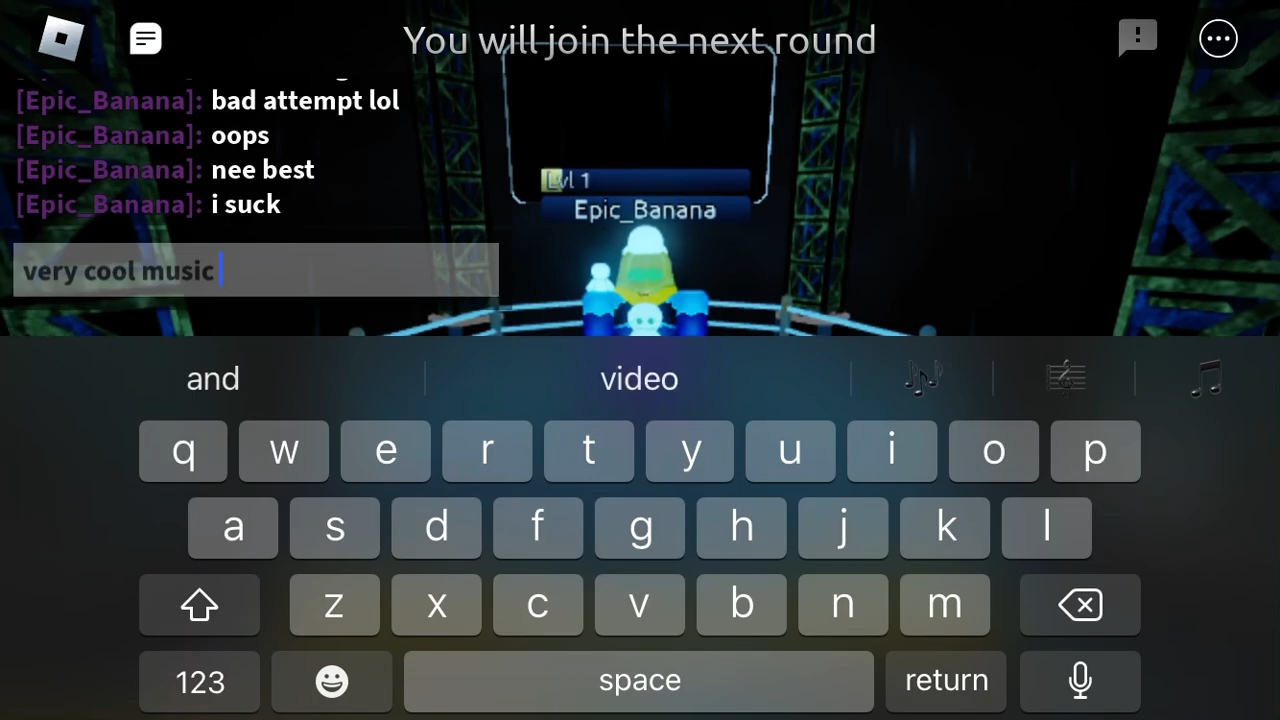 You will join the next round
[Epic_Banana]: bad attempt lol
[Epic_Banana]: oops
[Epic_Banana]: nee best
[Epic_Banana]: i suck
very cool music
Lvl 1
Epic_Banana
and video
q w e r t y u i o p
a s d f g h j k l
z x c v b n m
123 space return